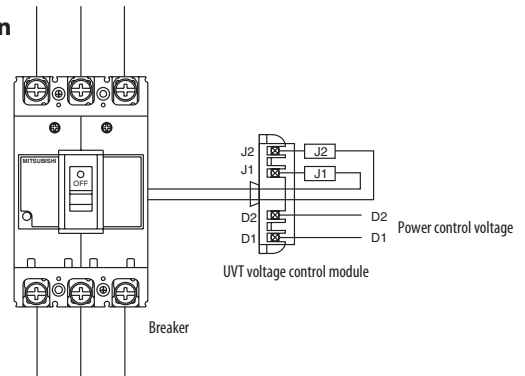 n
MITSUBISHI
OFF
J2 J2
J1 J1
D2 D2
D1 D1
Power control voltage
UVT voltage control module
Breaker